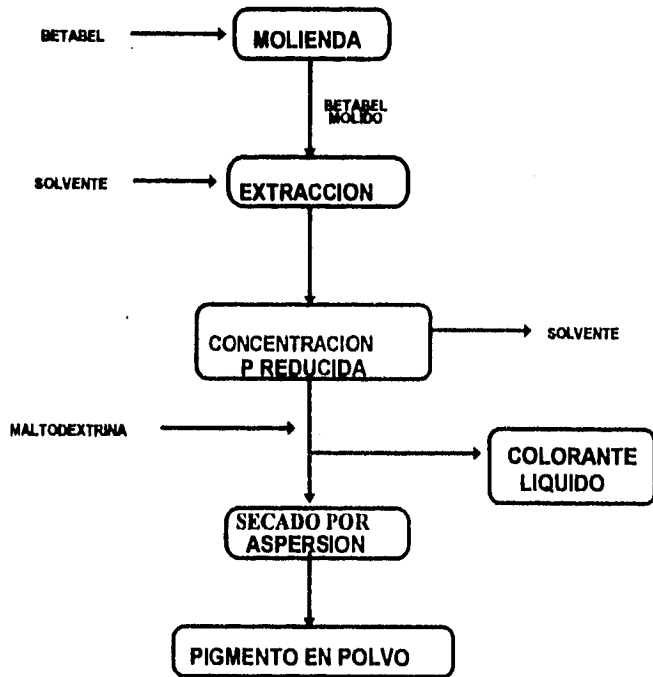 BETABEL
MOLIENDA
BETABEL
MOLIDO
SOLVENTE
EXTRACCION
CONCENTRACION
P REDUCIDA
SOLVENTE
MALTODEXTRINA
COLORANTE
LIQUIDO
SECADO POR
ASPERSION
PIGMENTO EN POLVO